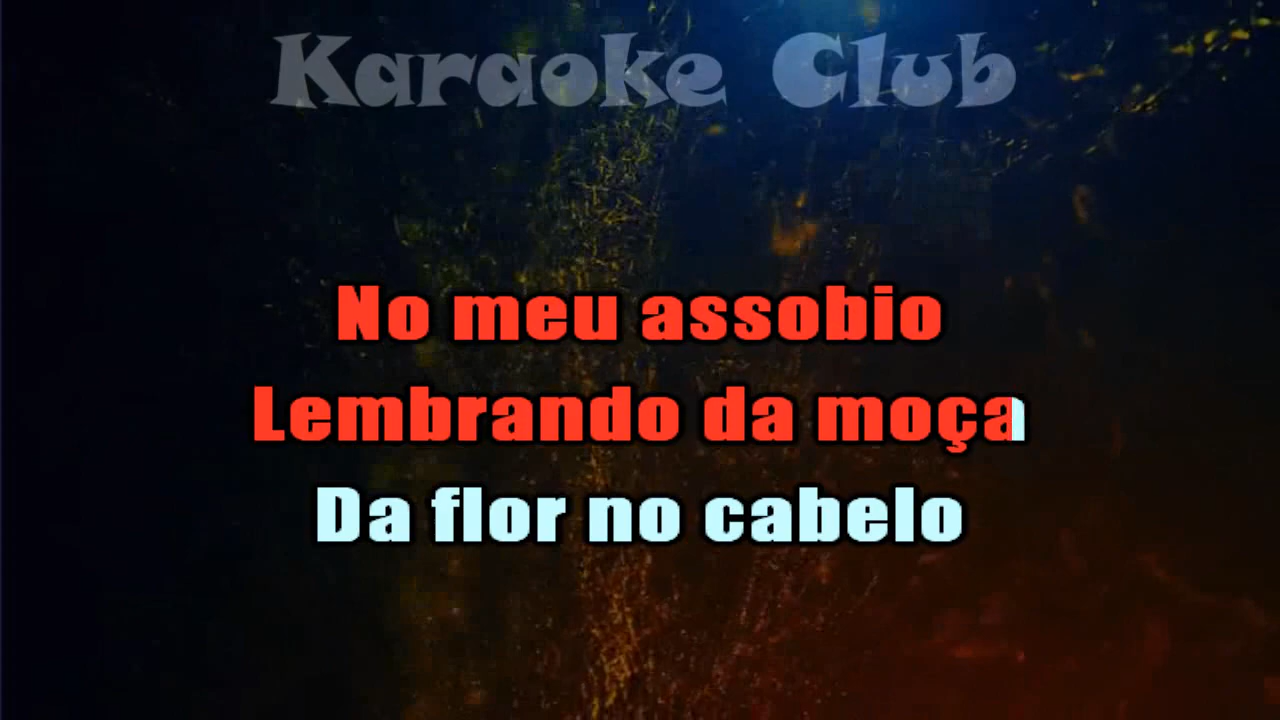 Karaoke Club
No meu assobio
Lembrando da moça
Da flor no cabelo